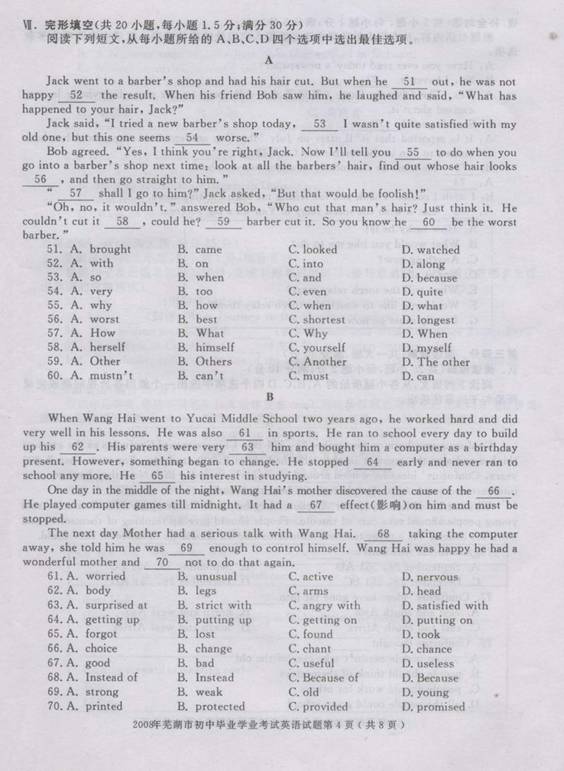 Ⅶ. 完形填空(共 20 小题,每小题 1.5 分;满分 30 分)
阅读下列短文,从每小题所给的 A、B、C、D 四个选项中选出最佳选项。
A
Jack went to a barber's shop and had his hair cut. But when he 51 out, he was not
happy 52 the result. When his friend Bob saw him, he laughed and said, "What has
happened to your hair, Jack?"
Jack said, "I tried a new barber's shop today, 53 I wasn't quite satisfied with my
old one, but this one seems 54 worse."
Bob agreed. "Yes, I think you're right, Jack. Now I'll tell you 55 to do when you
go into a barber's shop next time: look at all the barbers' hair, find out whose hair looks
56 , and then go straight to him."
" 57 shall I go to him?" Jack asked, "But that would be foolish!"
"Oh, no, it wouldn't." answered Bob, "Who cut that man's hair? Just think it. He
couldn't cut it 58 , could he? 59 barber cut it. So you know he 60 be the worst
barber."
51. A. brought B. came C. looked D. watched
52. A. with B. on C. into D. along
53. A. so B. when C. and D. because
54. A. very B. too C. even D. quite
55. A. why B. how C. when D. what
56. A. worst B. best C. shortest D. longest
57. A. How B. What C. Why D. When
58. A. herself B. himself C. yourself D. myself
59. A. Other B. Others C. Another D. The other
60. A. mustn't B. can't C. must D. can
B
When Wang Hai went to Yucai Middle School two years ago, he worked hard and did
very well in his lessons. He was also 61 in sports. He ran to school every day to build
up his 62 . His parents were very 63 him and bought him a computer as a birthday
present. However, something began to change. He stopped 64 early and never ran to
school any more. He 65 his interest in studying.
One day in the middle of the night, Wang Hai's mother discovered the cause of the 66 .
He played computer games till midnight. It had a 67 effect(影响)on him and must be
stopped.
The next day Mother had a serious talk with Wang Hai. 68 taking the computer
away, she told him he was 69 enough to control himself. Wang Hai was happy he had a
wonderful mother and 70 not to do that again.
61. A. worried B. unusual C. active D. nervous
62. A. body B. legs C. arms D. head
63. A. surprised at B. strict with C. angry with D. satisfied with
64. A. getting up B. putting up C. getting on D. putting on
65. A. forgot B. lost C. found D. took
66. A. choice B. change C. chant D. chance
67. A. good B. bad C. useful D. useless
68. A. Instead of B. Instead C. Because of D. Because
69. A. strong B. weak C. old D. young
70. A. printed B. protected C. provided D. promised
2008年芜湖市初中毕业学业考试英语试题第 4 页(共 8 页)